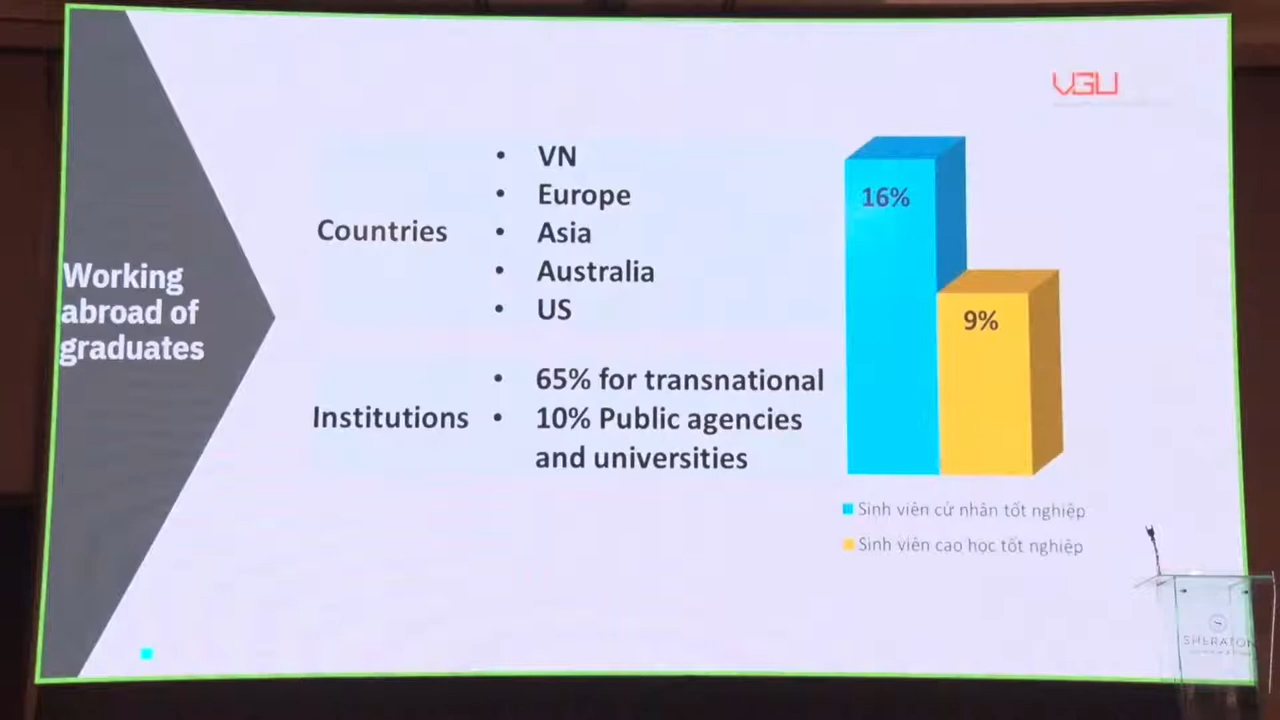 VGU
Working
abroad of
graduates
Countries
• VN
• Europe
• Asia
• Australia
• US
Institutions
• 65% for transnational
• 10% Public agencies
and universities
16%
9%
Sinh viên cử nhân tốt nghiệp
Sinh viên cao học tốt nghiệp
SHERATON